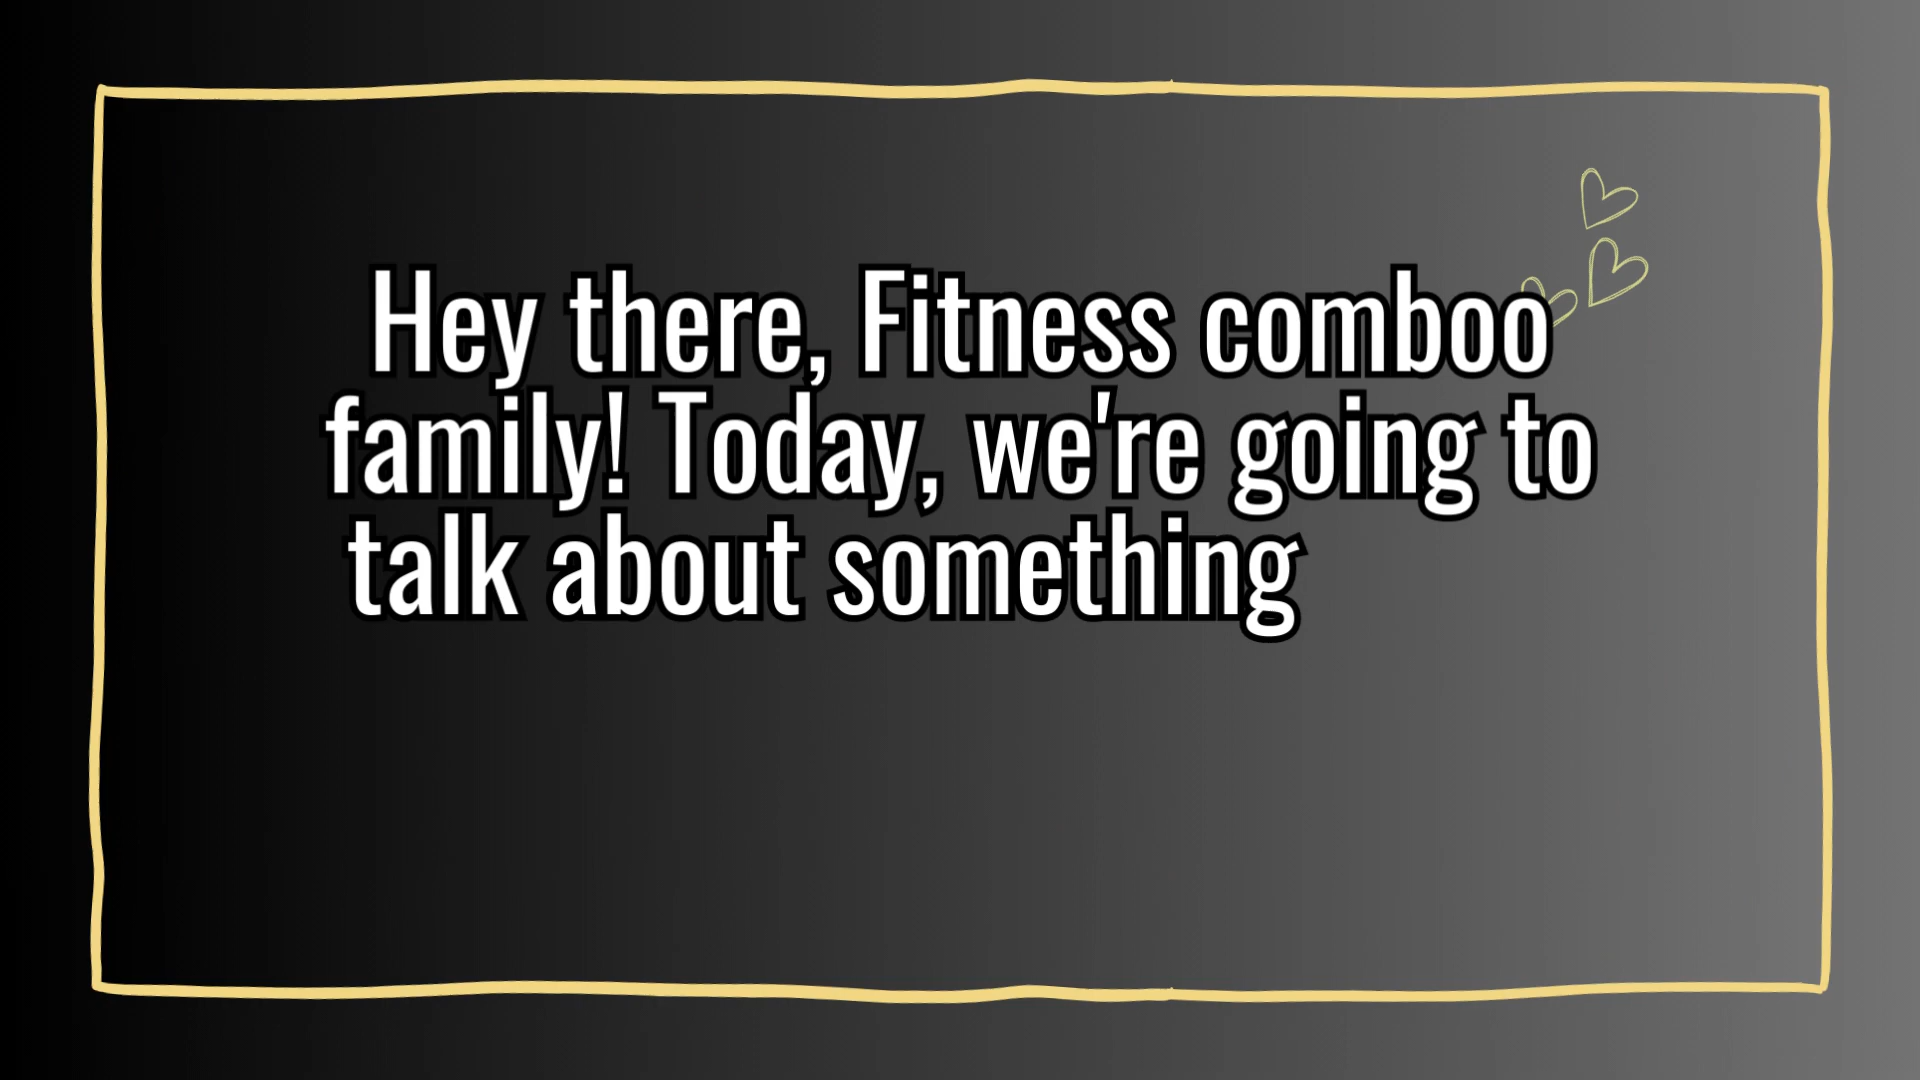 Hey there, Fitness comboo
family! Today, we're going to
talk about something